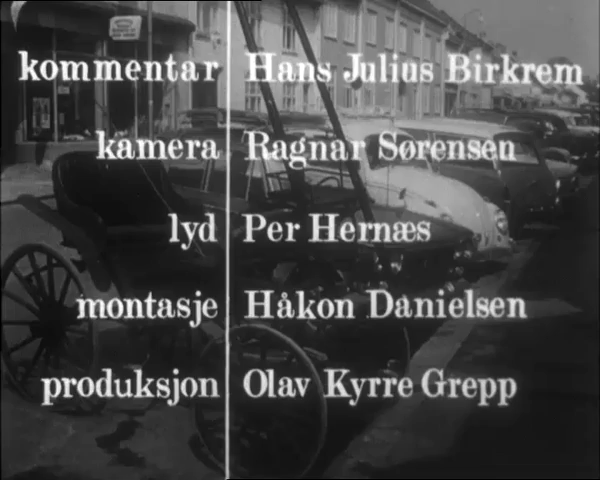 kommentar Hans Julius Birkrem
kamera Ragnar Sørensen
lyd Per Hernæs
montasje Håkon Danielsen
produksjon Olav Kyrre Grepp